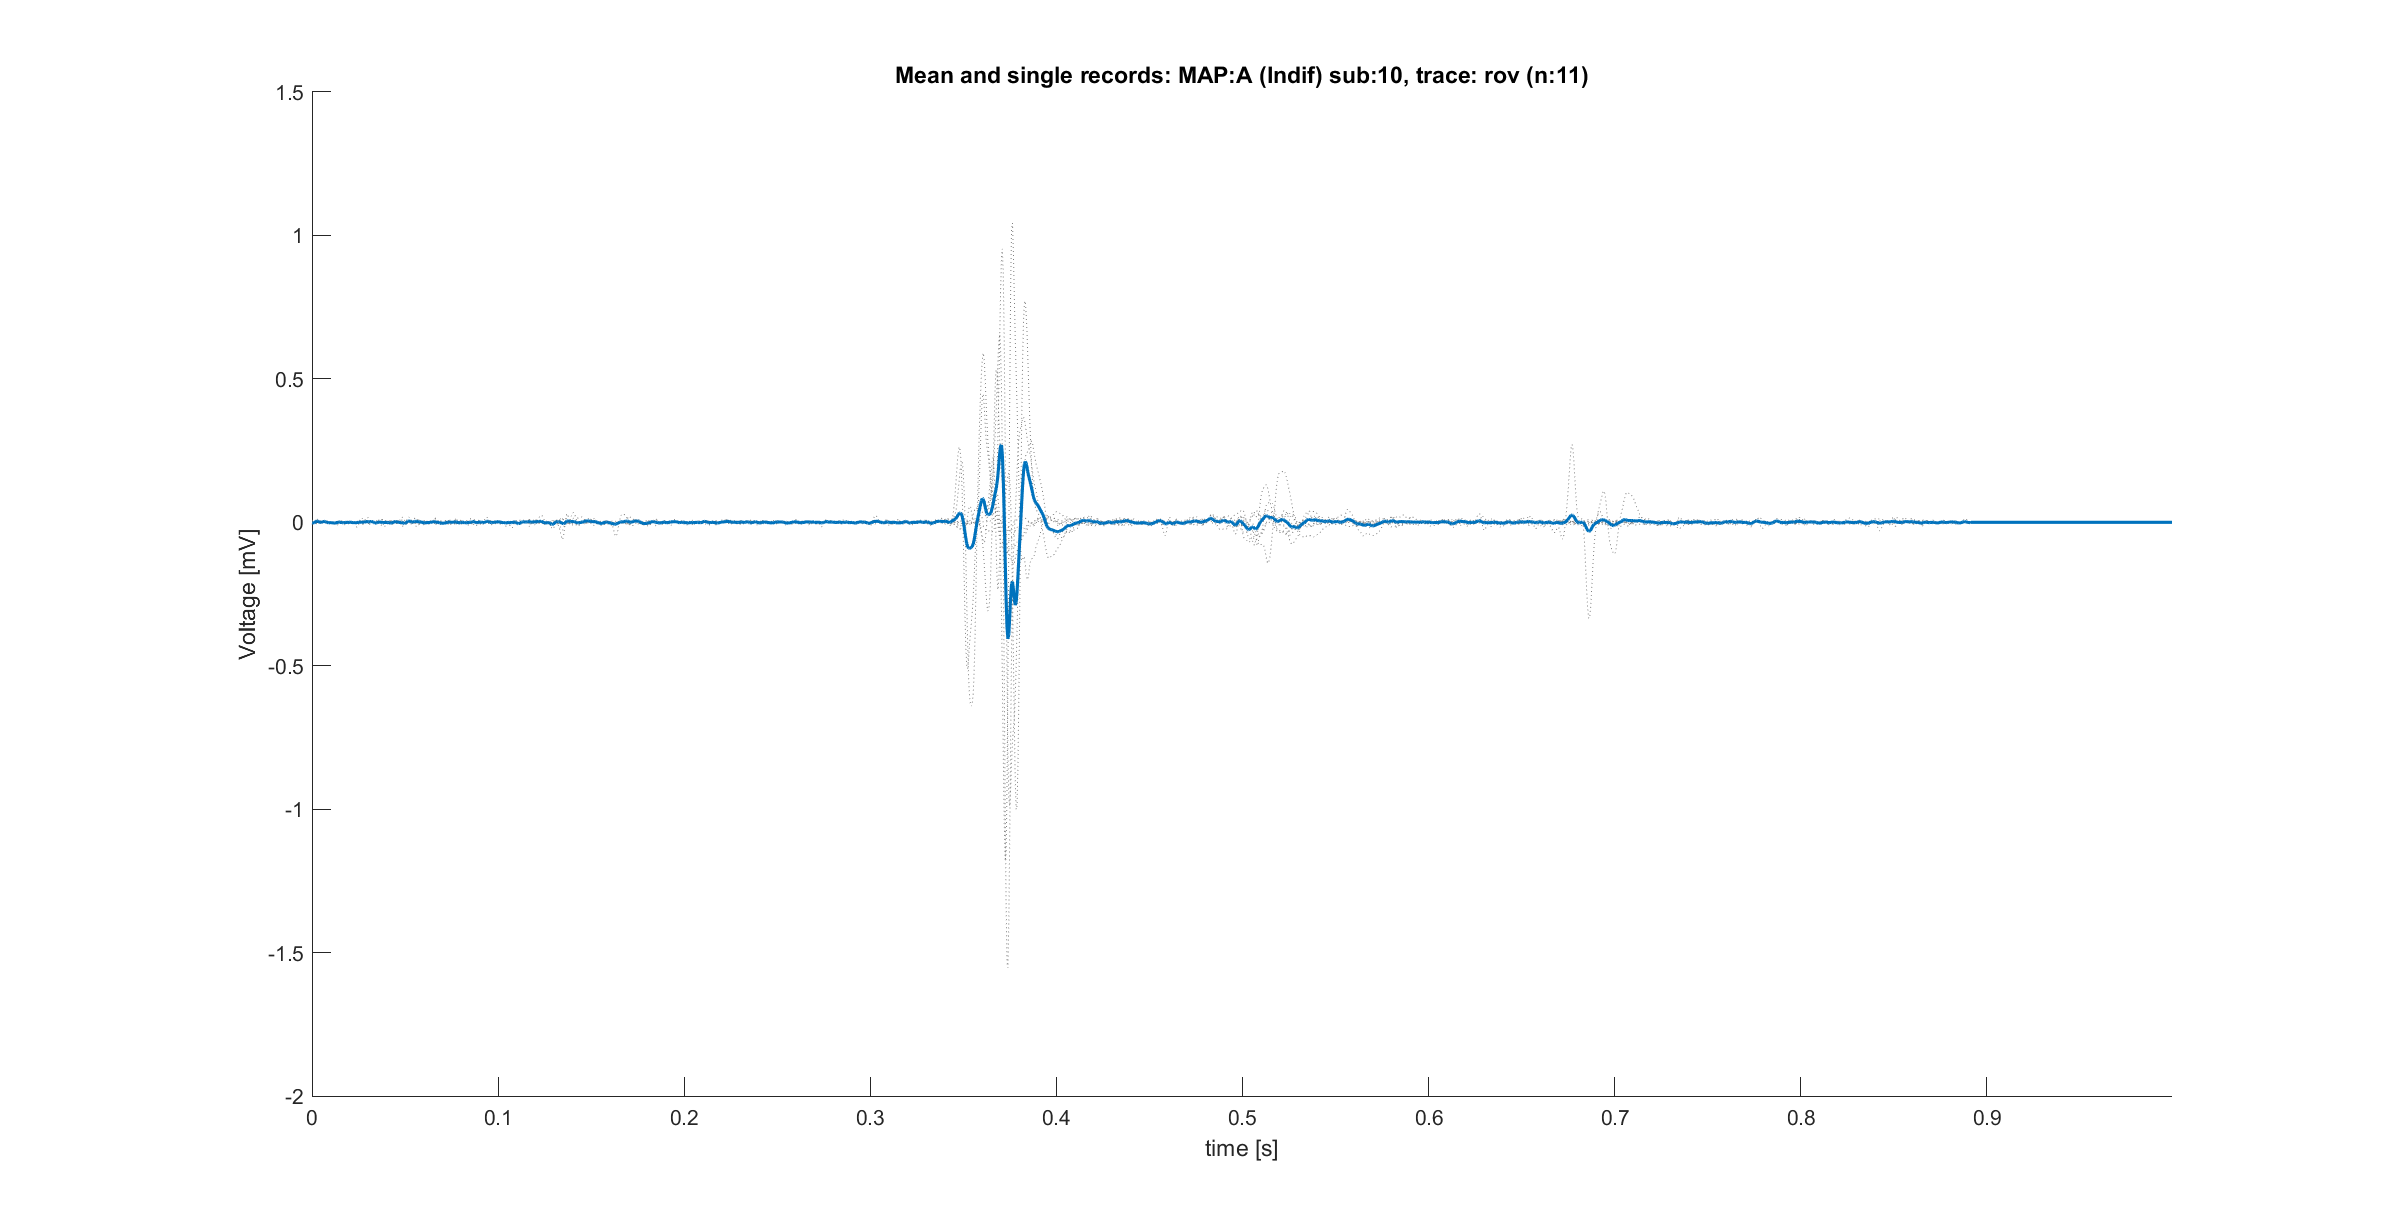 Mean and single records: MAP:A (Indif) sub:10, trace: rov (n:11)
1.5
1
0.5
0
-0.5
-1
-1.5
-2
Voltage [mV]
0 0.1 0.2 0.3 0.4 0.5 0.6 0.7 0.8 0.9
time [s]